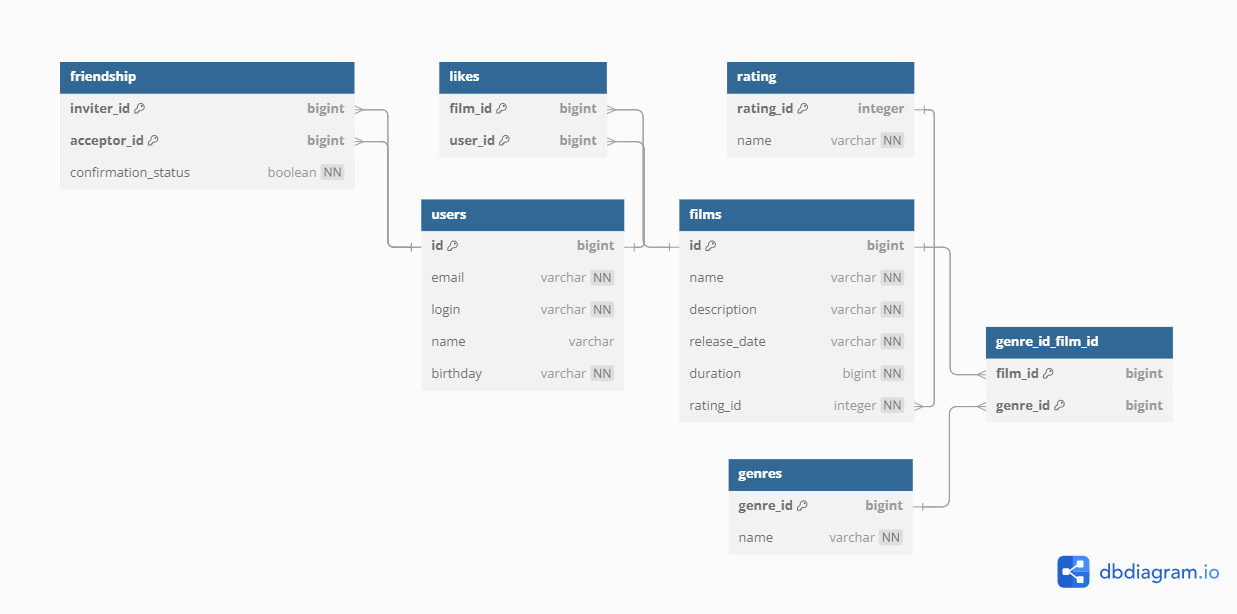 friendship
inviter_id bigint
acceptor_id bigint
confirmation_status boolean NN
likes
film_id bigint
user_id bigint
rating
rating_id integer
name varchar NN
users
id bigint
email varchar NN
login varchar NN
name varchar
birthday varchar NN
films
id bigint
name varchar NN
description varchar NN
release_date varchar NN
duration bigint NN
rating_id integer NN
genre_id_film_id
film_id bigint
genre_id bigint
genres
genre_id bigint
name varchar NN
dbdiagram.io